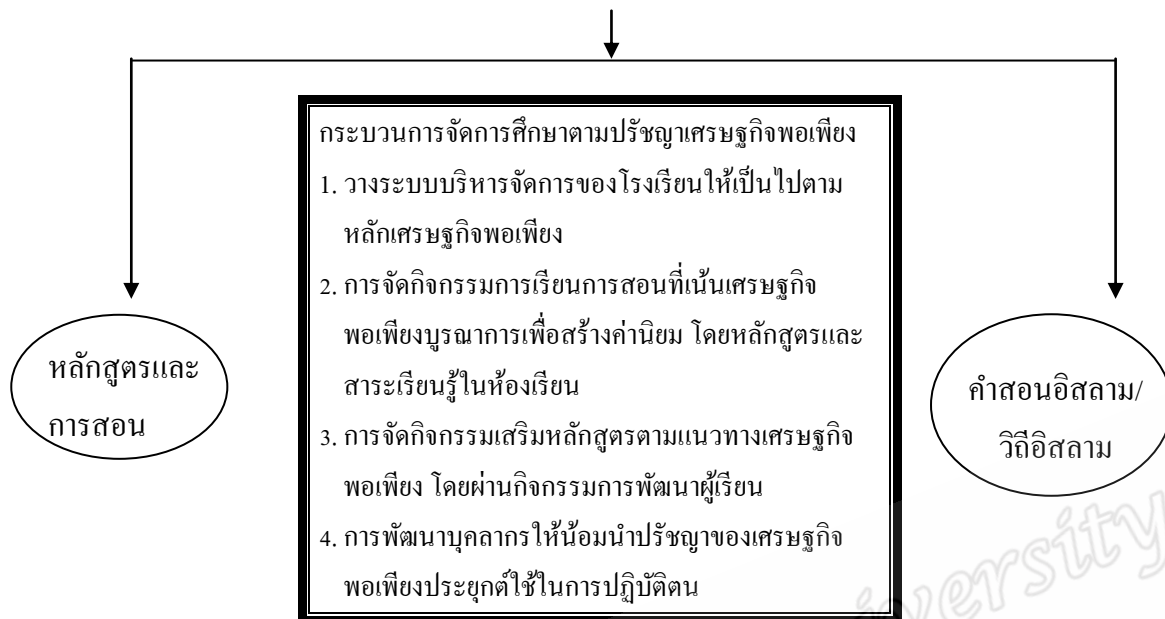 กระบวนการจัดการศึกษาตามปรัชญาเศรษฐกิจพอเพียง
1. วางระบบบริหารจัดการของโรงเรียนให้เป็นไปตาม
หลักเศรษฐกิจพอเพียง
2. การจัดกิจกรรมการเรียนการสอนที่เน้นเศรษฐกิจ
พอเพียงบูรณาการเพื่อสร้างค่านิยม โดยหลักสูตรและ
สาระเรียนรู้ในห้องเรียน
3. การจัดกิจกรรมเสริมหลักสูตรตามแนวทางเศรษฐกิจ
พอเพียง โดยผ่านกิจกรรมการพัฒนาผู้เรียน
4. การพัฒนาบุคลากรให้น้อมนำปรัชญาของเศรษฐกิจ
พอเพียงประยุกต์ใช้ในการปฏิบัติตน
หลักสูตรและ
การสอน
คำสอนอิสลาม/
วิถีอิสลาม